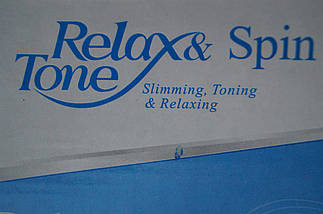 Relax & Spin
Tone
Slimming, Toning
& Relaxing